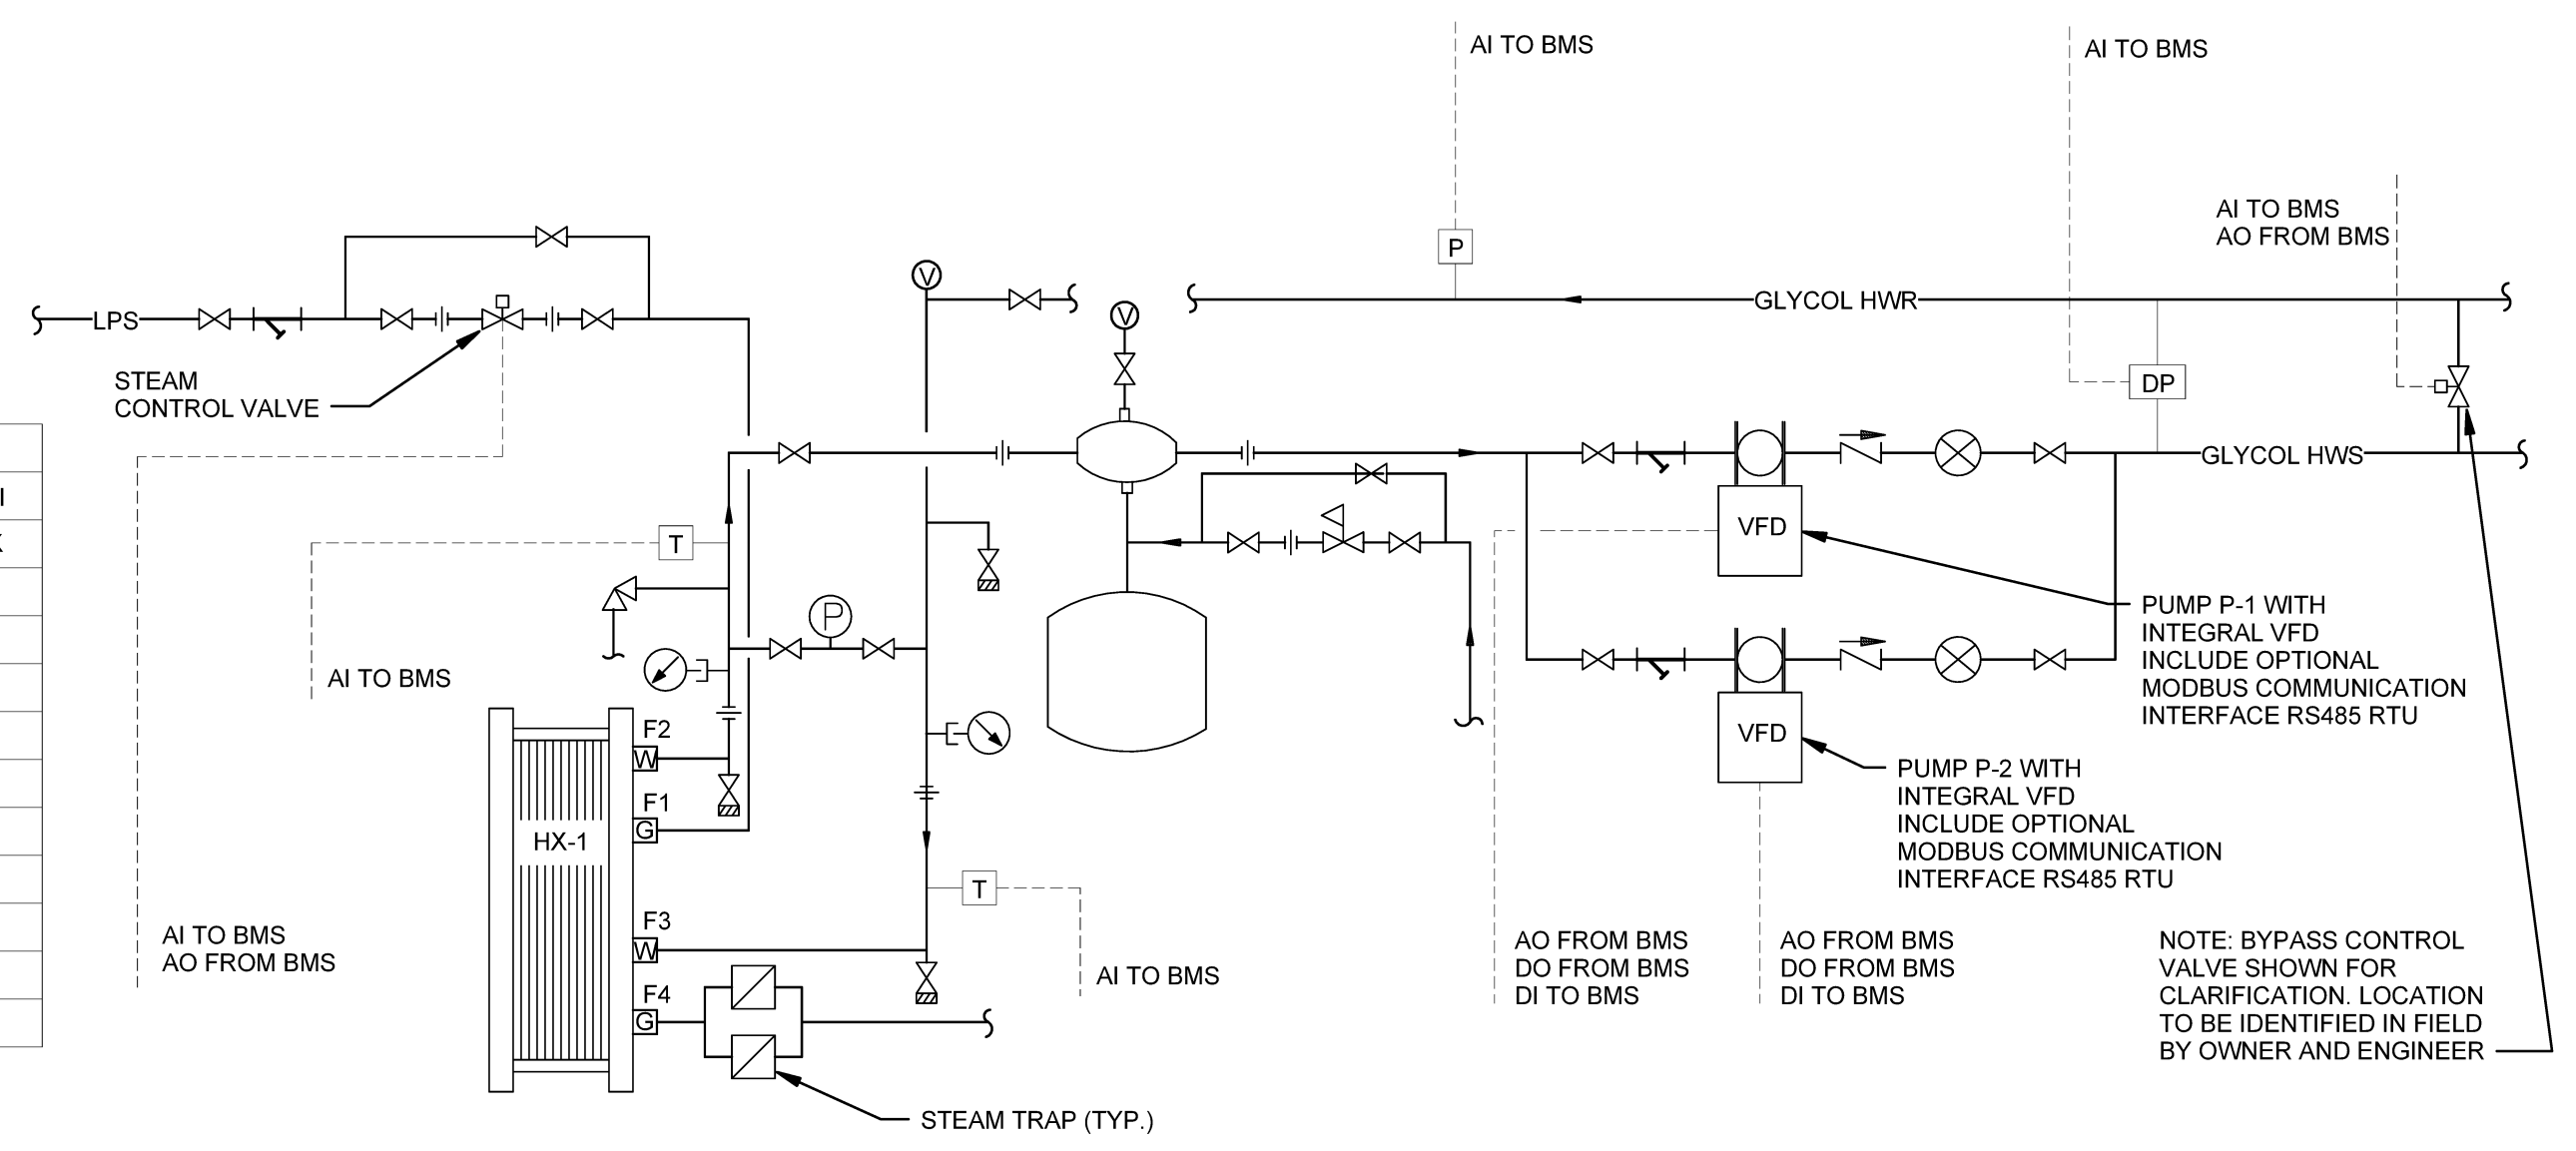 AI TO BMS
AI TO BMS
AI TO BMS
AO FROM BMS
V
P
GLYCOL HWR
V
LPS
STEAM
CONTROL VALVE
DP
GLYCOL HWS
I
T
VFD
P
PUMP P-1 WITH
INTEGRAL VFD
INCLUDE OPTIONAL
MODBUS COMMUNICATION
INTERFACE RS485 RTU
AI TO BMS
F2
W
VFD
PUMP P-2 WITH
INTEGRAL VFD
INCLUDE OPTIONAL
MODBUS COMMUNICATION
INTERFACE RS485 RTU
F1
G
HX-1
T
F3
W
AI TO BMS
AO FROM BMS
AI TO BMS
AO FROM BMS
DO FROM BMS
DI TO BMS
AO FROM BMS
DO FROM BMS
DI TO BMS
NOTE: BYPASS CONTROL
VALVE SHOWN FOR
CLARIFICATION. LOCATION
TO BE IDENTIFIED IN FIELD
BY OWNER AND ENGINEER
F4
G
STEAM TRAP (TYP.)